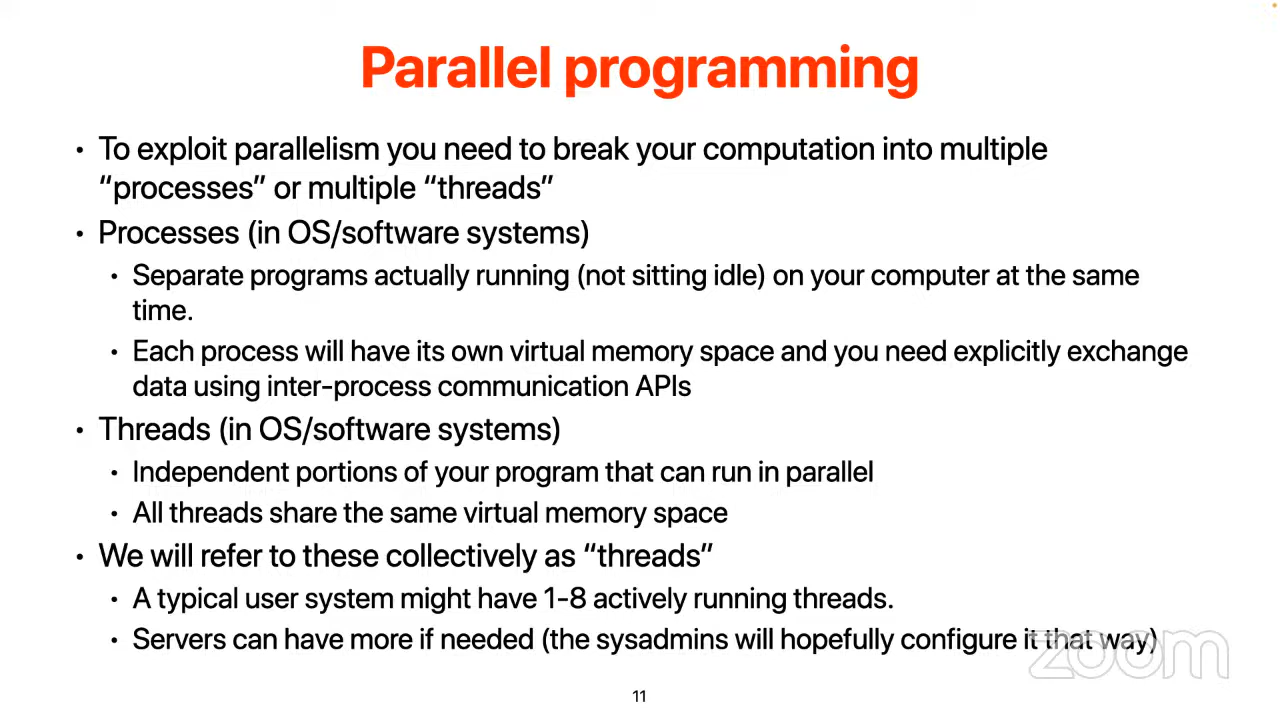 Parallel programming
• To exploit parallelism you need to break your computation into multiple
“processes” or multiple “threads”
• Processes (in OS/software systems)
• Separate programs actually running (not sitting idle) on your computer at the same
time.
• Each process will have its own virtual memory space and you need explicitly exchange
data using inter-process communication APIs
• Threads (in OS/software systems)
• Independent portions of your program that can run in parallel
• All threads share the same virtual memory space
• We will refer to these collectively as “threads”
• A typical user system might have 1-8 actively running threads.
• Servers can have more if needed (the sysadmins will hopefully configure it that way)
zoom
11